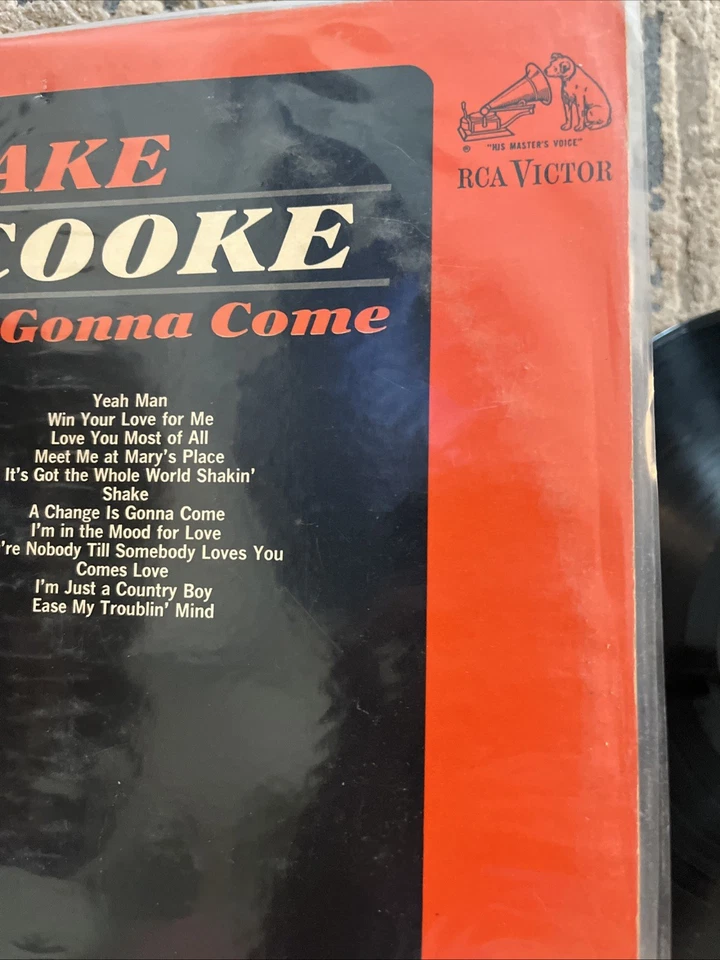 AKE
COOKE
Gonna Come
® "HIS MASTER'S VOICE"
RCA VICTOR
Yeah Man
Win Your Love for Me
Love You Most of All
Meet Me at Mary's Place
It's Got the Whole World Shakin'
Shake
A Change Is Gonna Come
I'm in the Mood for Love
're Nobody Till Somebody Loves You
Comes Love
I'm Just a Country Boy
Ease My Troublin' Mind